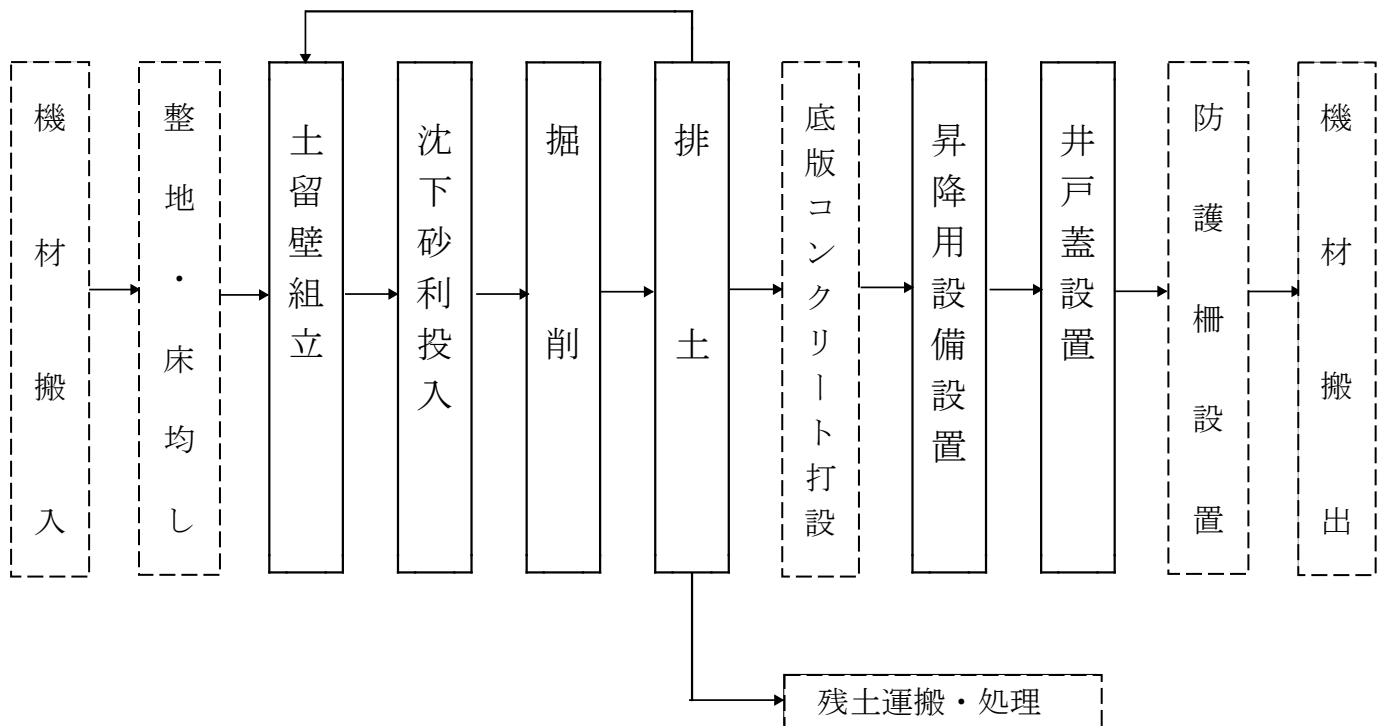 機材搬入
整地・床均し
土留壁組立
沈下砂利投入
掘削
排土
底版コンクリート打設
昇降用設備設置
井戸蓋設置
防護柵設置
機材搬出
残土運搬・処理